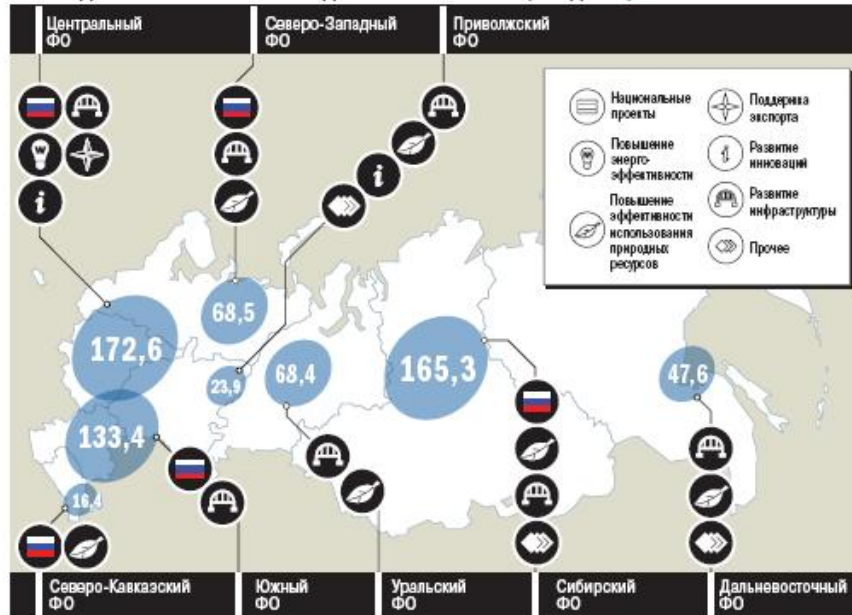 Центральный
ФО
Северо-Западный
ФО
Приволжский
ФО
Национальные
проекты
Повышение
энерго-
эффективности
Повышение
эффективности
использования
природных
ресурсов
Поддержка
экспорта
Развитие
инноваций
Развитие
инфраструктуры
Прочее
172,6
68,5
23,9
68,4
165,3
47,6
133,4
16,4
Северо-Кавказский
ФО
Южный
ФО
Уральский
ФО
Сибирский
ФО
Дальневосточный
ФО